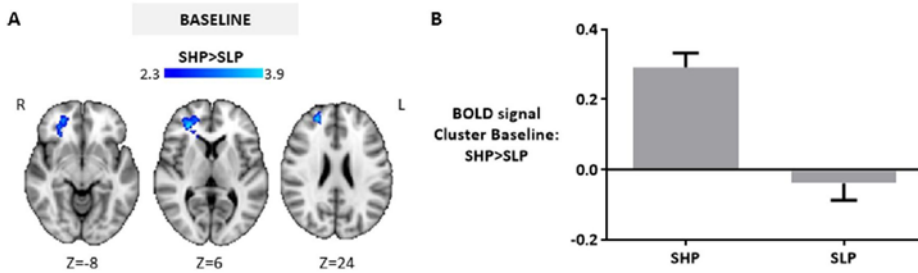 A
BASELINE
SHP>SLP
2.3 3.9
R L
Z=-8 Z=6 Z=24
B
BOLD signal
Cluster Baseline:
SHP>SLP
0.4
0.2
0.0
-0.2
SHP SLP